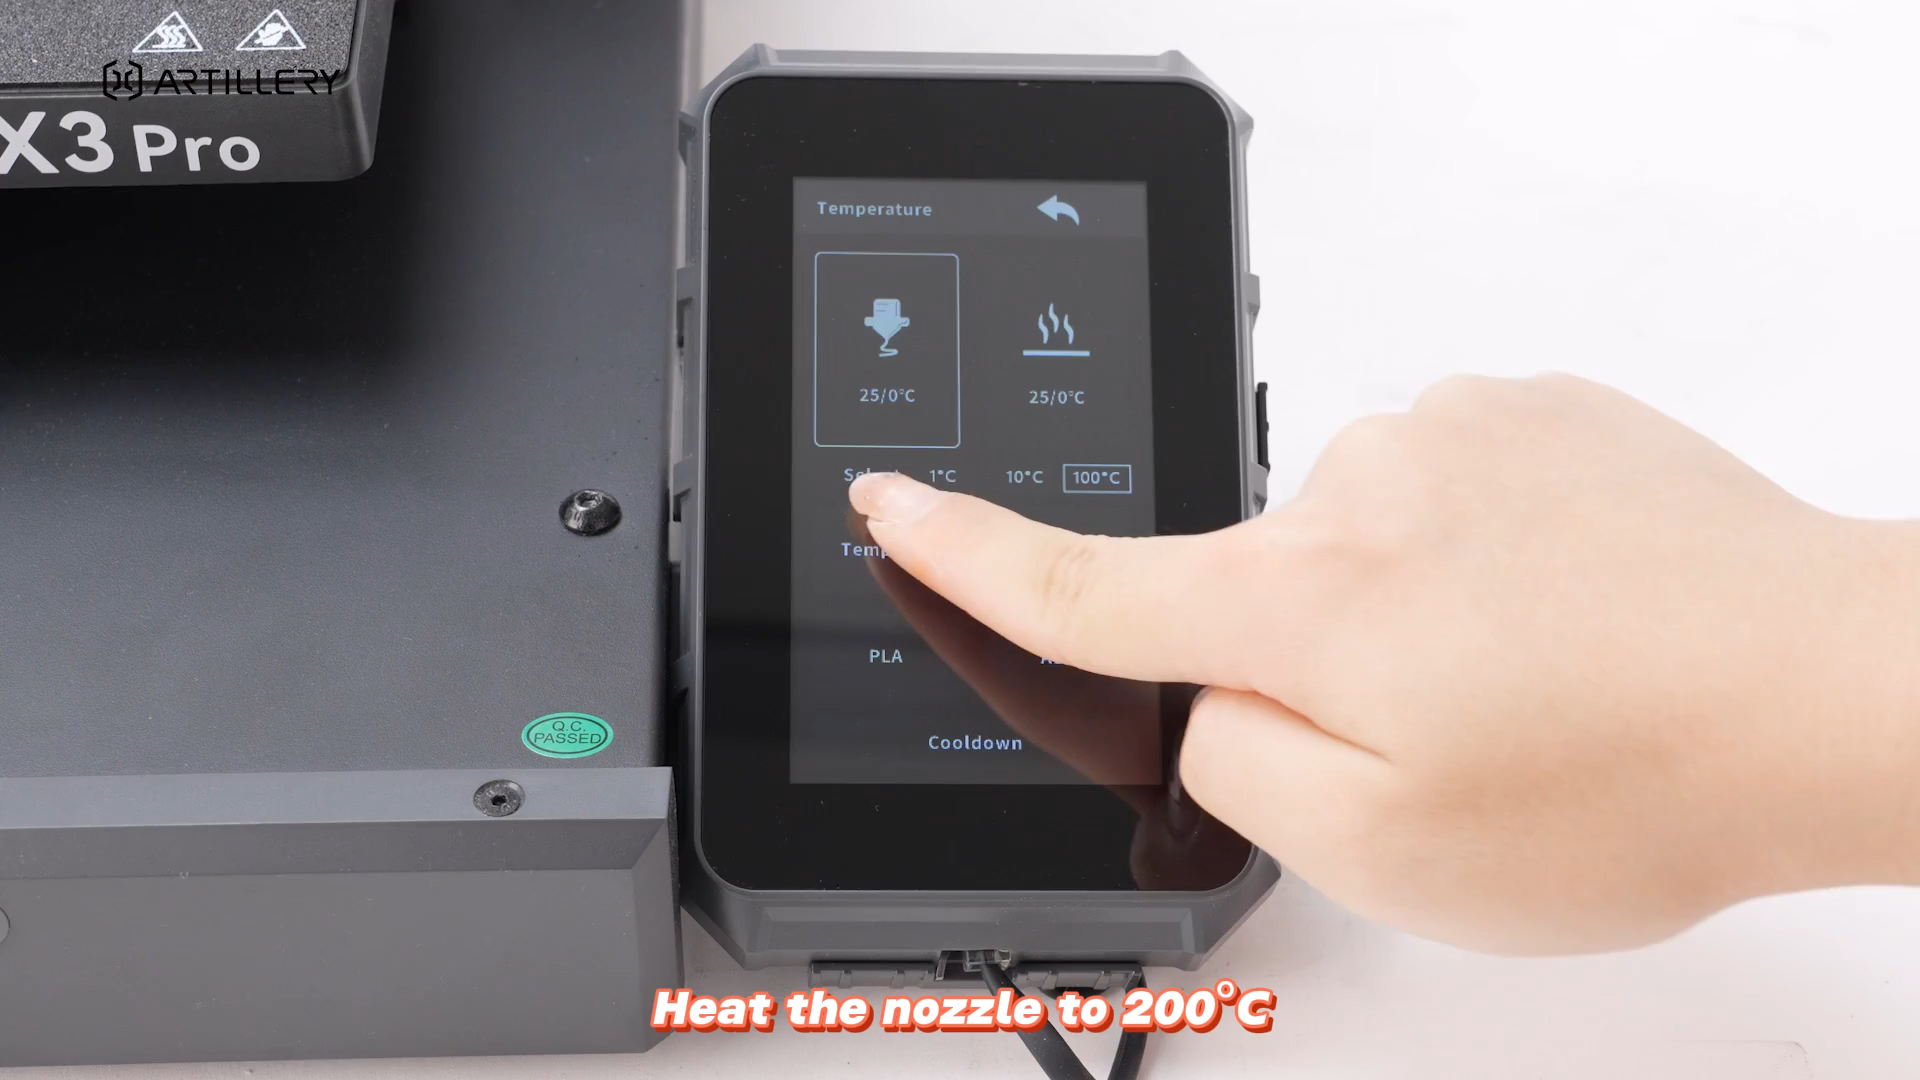 ARTILLERY
X3 Pro
Temperature
25/0°C
25/0°C
1°C
10°C
100°C
PLA
Cooldown
Q.C.
PASSED
Heat the nozzle to 200°C